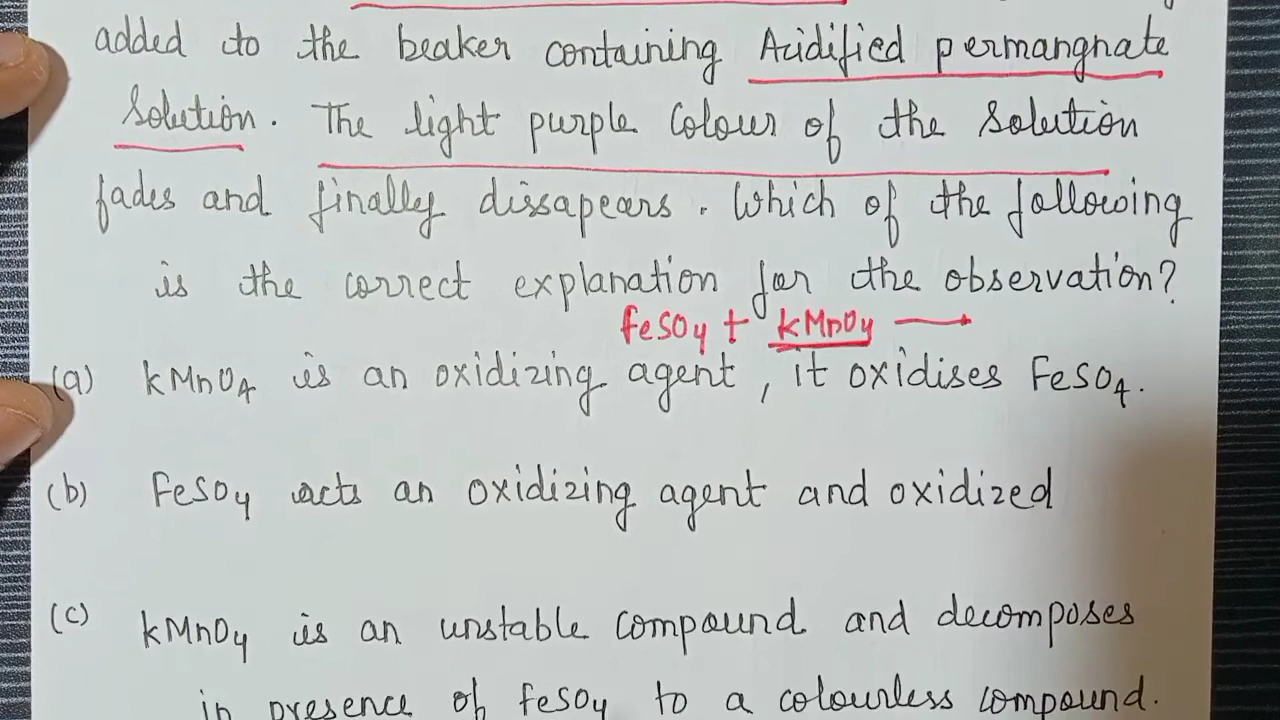 added to the beaker containing Acidified permangnate
Solution. The light purple Colour of the Solution
fades and finally dissapears. Which of the following
is the correct explanation for the observation?
FeSO4 + kMnO4 →
(a) kMnO4 is an oxidizing agent, it oxidises FeSO4.
(b) FeSO4 acts an oxidizing agent and oxidized
(c) kMnO4 is an unstable compound and decomposes
in presence of FeSO4 to a colourless compound.